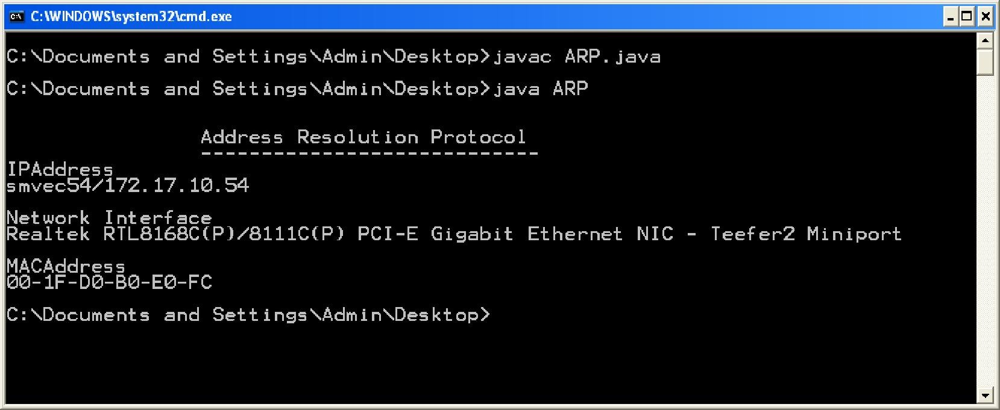 C:\WINDOWS\system32\cmd.exe
C:\Documents and Settings\Admin\Desktop>javac ARP.java
C:\Documents and Settings\Admin\Desktop>java ARP
Address Resolution Protocol
----------------------------
IPAddress
smvec54/172.17.10.54
Network Interface
Realtek RTL8168C(P)/8111C(P) PCI-E Gigabit Ethernet NIC - Teefer2 Miniport
MACAddress
00-1F-D0-B0-E0-FC
C:\Documents and Settings\Admin\Desktop>